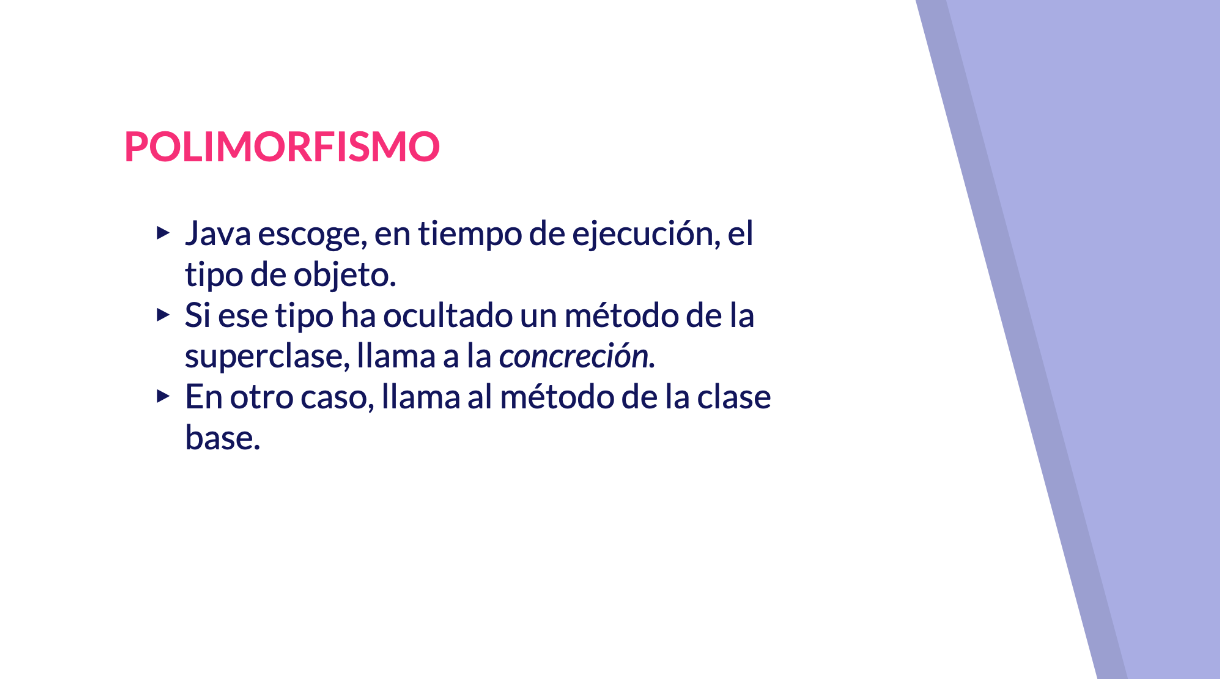 POLIMORFISMO
▸ Java escoge, en tiempo de ejecución, el
tipo de objeto.
▸ Si ese tipo ha ocultado un método de la
superclase, llama a la concreción.
▸ En otro caso, llama al método de la clase
base.